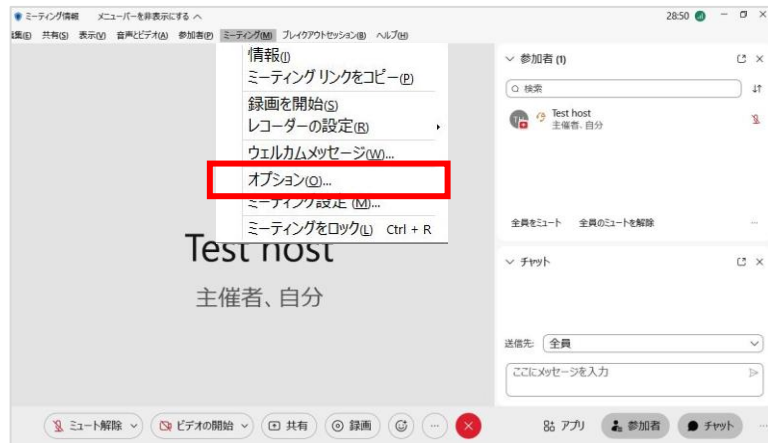 ミーティング情報 メニューバーを非表示にする 28:50
集(E) 共有(S) 表示(V) 音声とビデオ(A) 参加者(P) ミーティング(M) ブレイクアウトセッション(B) ヘルプ(H)
情報(I)
ミーティング リンクをコピー(P)
録画を開始(S)
レコーダーの設定(R)
ウェルカムメッセージ(W)...
オプション(O)...
ミーティング設定 (M)...
ミーティングをロック(L) Ctrl + R
Test host
主催者、自分
参加者 (1)
検索
Test host
主催者、自分
全員をミュート 全員のミュートを解除
チャット
送信先: 全員
ここにメッセージを入力
ミュート解除 ビデオの開始 共有 録画 アプリ 参加者 チャット